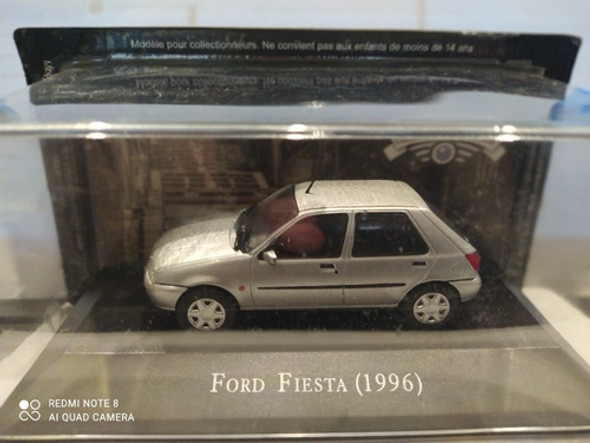 Modèle pour collectionneurs. Ne convient pas aux enfants de moins de 14 ans
FORD FIESTA (1996)
REDMI NOTE 8
AI QUAD CAMERA